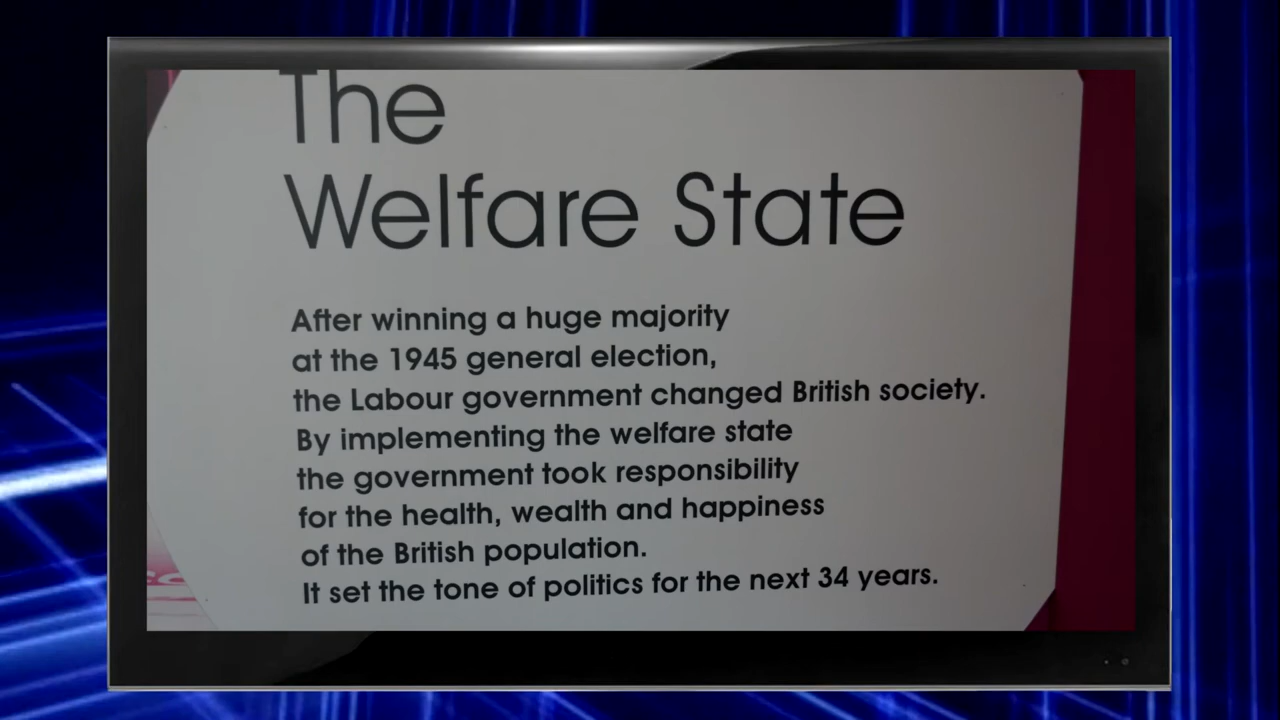 The
Welfare State
After winning a huge majority
at the 1945 general election,
the Labour government changed British society.
By implementing the welfare state
the government took responsibility
for the health, wealth and happiness
of the British population.
It set the tone of politics for the next 34 years.